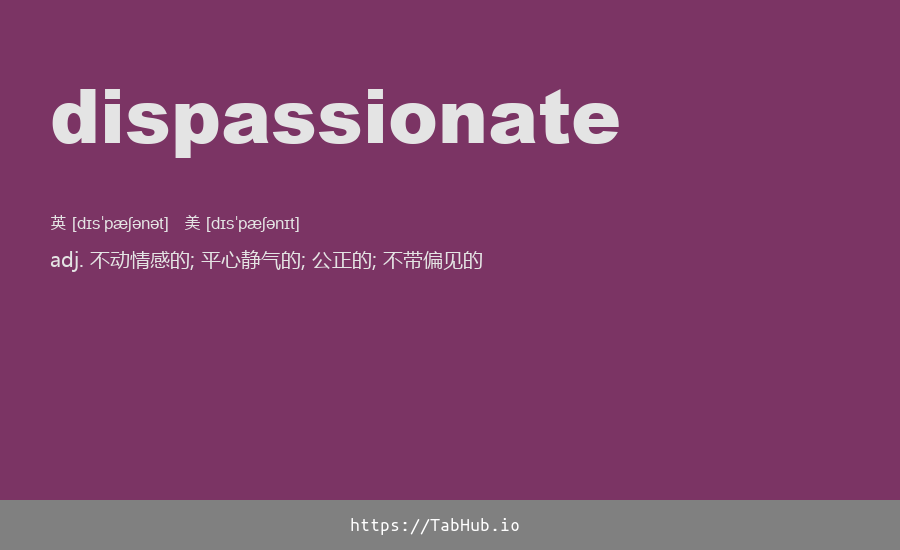 dispassionate
英 [dɪsˈpæʃənət] 美 [dɪsˈpæʃənɪt]
adj. 不动情感的; 平心静气的; 公正的; 不带偏见的
https://TabHub.io